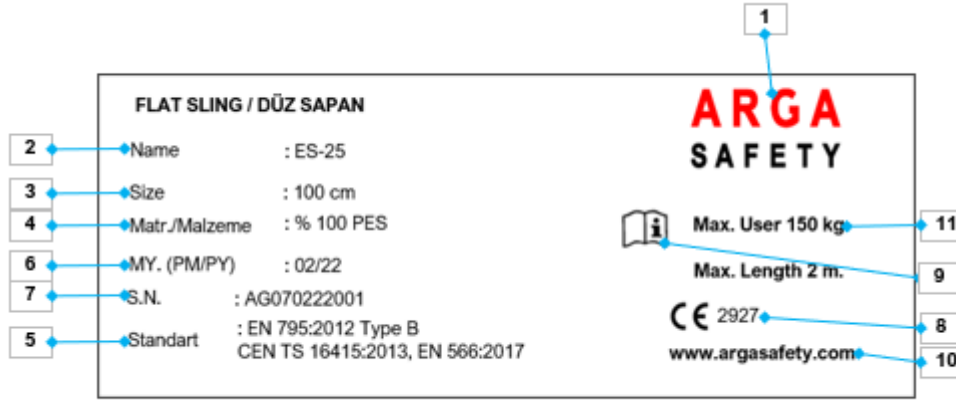 1
FLAT SLING / DÜZ SAPAN
ARGA
SAFETY
2 Name : ES-25
3 Size : 100 cm
4 Matr./Malzeme : % 100 PES
Max. User 150 kg 11
6 MY. (PM/PY) : 02/22
Max. Length 2 m. 9
7 S.N. : AG070222001
CE 2927 8
5 Standart : EN 795:2012 Type B
CEN TS 16415:2013, EN 566:2017
www.argasafety.com 10